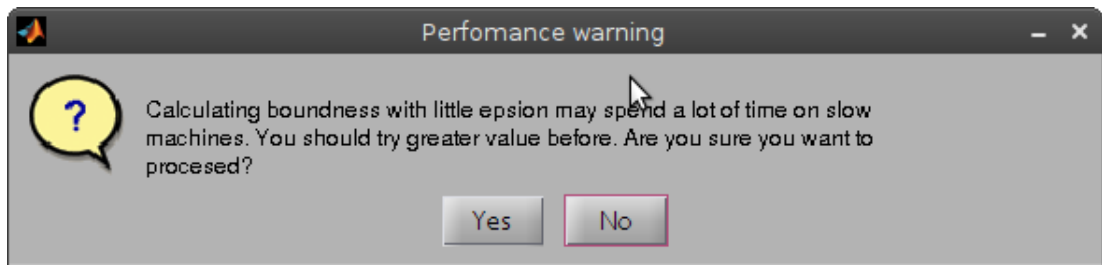 Perfomance warning
?
Calculating boundness with little epsion may spend a lot of time on slow
machines. You should try greater value before. Are you sure you want to
procesed?
Yes No